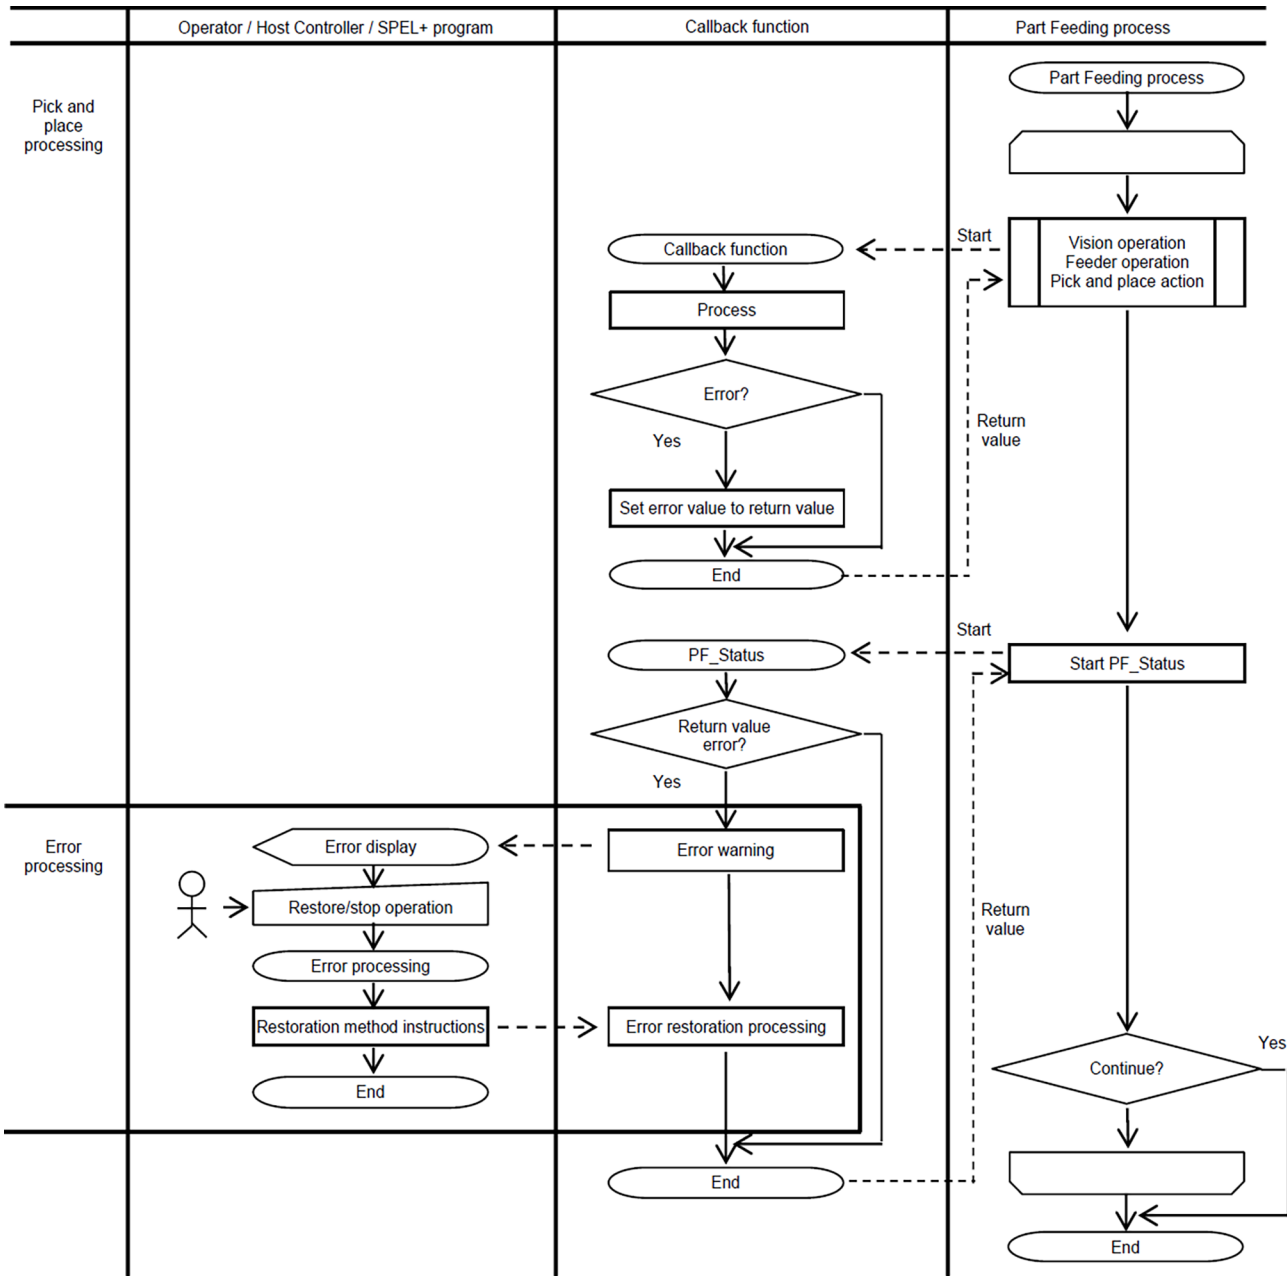 Operator / Host Controller / SPEL+ program
Callback function
Part Feeding process
Pick and
place
processing
Part Feeding process
Start
Vision operation
Feeder operation
Pick and place action
Callback function
Process
Error?
Yes
Return
value
Set error value to return value
End
Start
PF_Status
Start PF_Status
Return value
error?
Yes
Error
processing
Error display
Error warning
Restore/stop operation
Return
value
Error processing
Restoration method instructions
Error restoration processing
Yes
Continue?
End
End
End